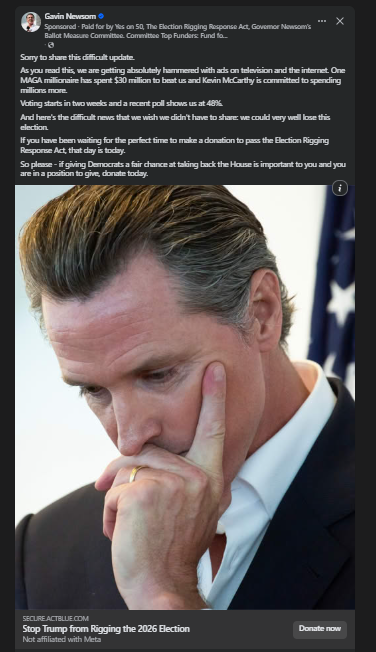 Gavin Newsom
Sponsored · Paid for by Yes on 50, The Election Rigging Response Act, Governor Newsom's
Ballot Measure Committee. Committee Top Funders: Fund fo...
Sorry to share this difficult update.
As you read this, we are getting absolutely hammered with ads on television and the internet. One
MAGA millionaire has spent $30 million to beat us and Kevin McCarthy is committed to spending
millions more.
Voting starts in two weeks and a recent poll shows us at 48%.
And here's the difficult news that we wish we didn't have to share: we could very well lose this
election.
If you have been waiting for the perfect time to make a donation to pass the Election Rigging
Response Act, that day is today.
So please - if giving Democrats a fair chance at taking back the House is important to you and you
are in a position to give, donate today.
SECURE.ACTBLUE.COM
Stop Trump from Rigging the 2026 Election
Not affiliated with Meta
Donate now